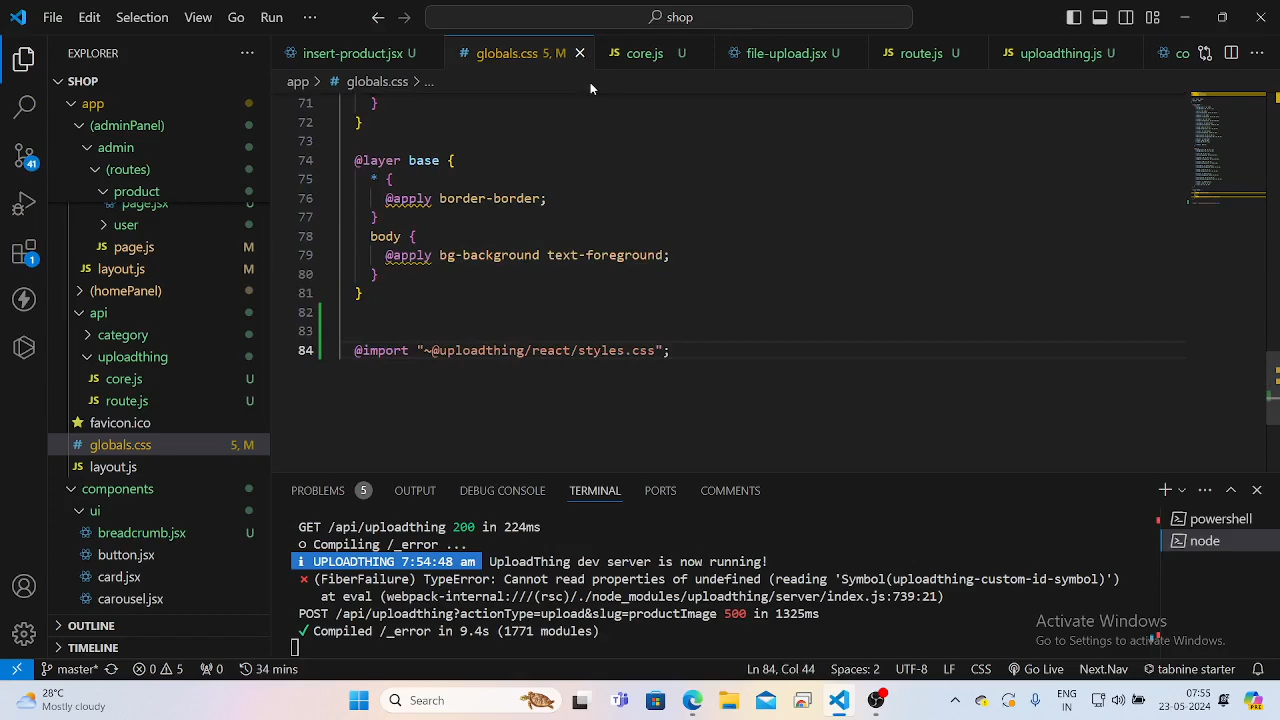 File Edit Selection View Go Run ··· shop
EXPLORER ···
insert-product.jsx U globals.css 5, M core.js U file-upload.jsx U route.js U uploadthing.js U co ···
SHOP
app > globals.css > ...
app
(adminPanel)
admin
(routes)
product
page.jsx
user
page.js M
layout.js M
(homePanel)
api
category
uploadthing
core.js U
route.js U
favicon.ico
globals.css 5, M
layout.js
components
ui
breadcrumb.jsx U
button.jsx
card.jsx
carousel.jsx
OUTLINE
TIMELINE
41
1
71 }
72 }
73
74 @layer base {
75 * {
76 @apply border-border;
77 }
78 body {
79 @apply bg-background text-foreground;
80 }
81 }
82
83
84 @import "~@uploadthing/react/styles.css";
PROBLEMS 5 OUTPUT DEBUG CONSOLE TERMINAL PORTS COMMENTS
GET /api/uploadthing 200 in 224ms
○ Compiling /_error ...
i UPLOADTHING 7:54:48 am UploadThing dev server is now running!
× (FiberFailure) TypeError: Cannot read properties of undefined (reading 'Symbol(uploadthing-custom-id-symbol)')
at eval (webpack-internal:///(rsc)/./node_modules/uploadthing/server/index.js:739:21)
POST /api/uploadthing?actionType=upload&slug=productImage 500 in 1325ms
✓ Compiled /_error in 9.4s (1771 modules)
powershell
node
Activate Windows
Go to Settings to activate Windows.
master* 0 5 0 34 mins Ln 84, Col 44 Spaces: 2 UTF-8 LF CSS Go Live Next.Nav tabnine starter
28°C
Mostly cloudy
Search
ENG
IN
07:55
23-05-2024
PRE